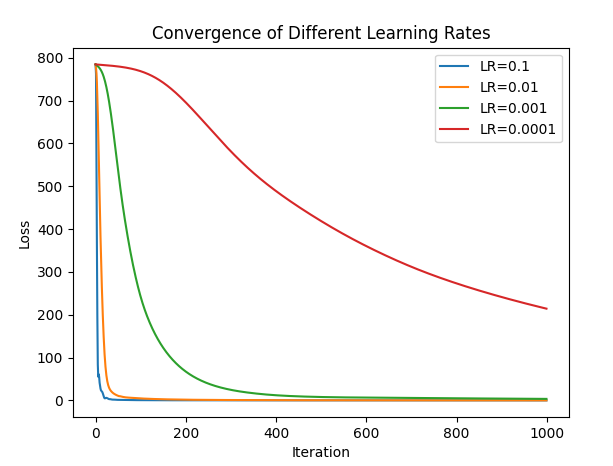 Convergence of Different Learning Rates
Loss
800
700
600
500
400
300
200
100
0
LR=0.1
LR=0.01
LR=0.001
LR=0.0001
0 200 400 600 800 1000
Iteration